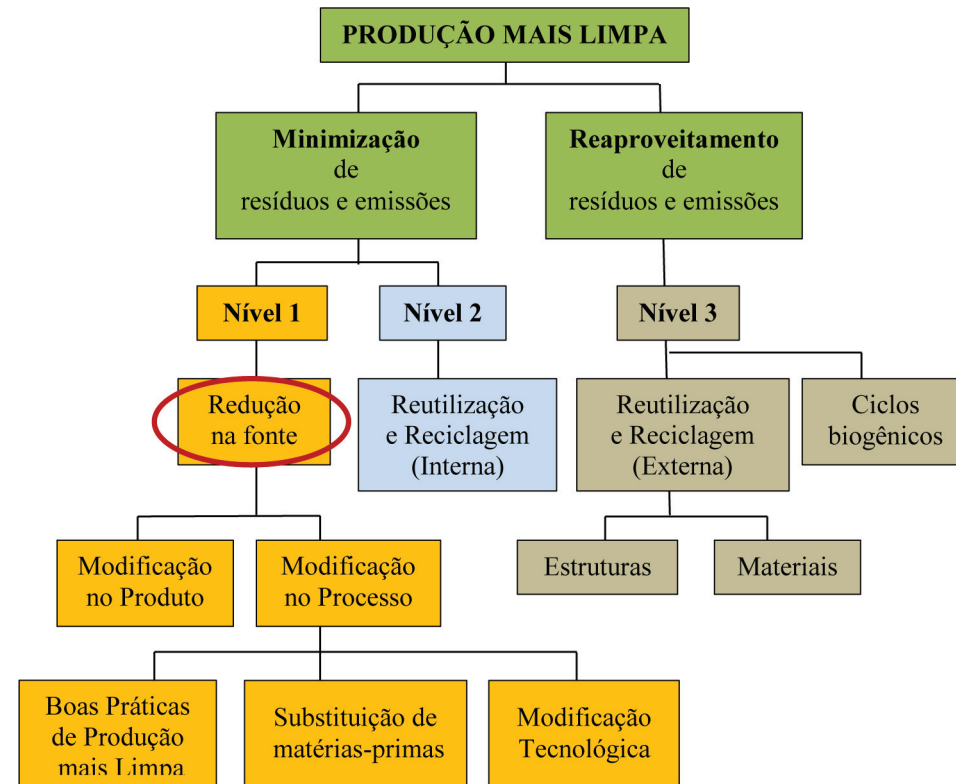 PRODUÇÃO MAIS LIMPA
Minimização
de
resíduos e emissões
Reaproveitamento
de
resíduos e emissões
Nível 1
Nível 2
Nível 3
Redução
na fonte
Reutilização
e Reciclagem
(Interna)
Reutilização
e Reciclagem
(Externa)
Ciclos
biogênicos
Modificação
no Produto
Modificação
no Processo
Estruturas
Materiais
Boas Práticas
de Produção
mais Limpa
Substituição de
matérias-primas
Modificação
Tecnológica